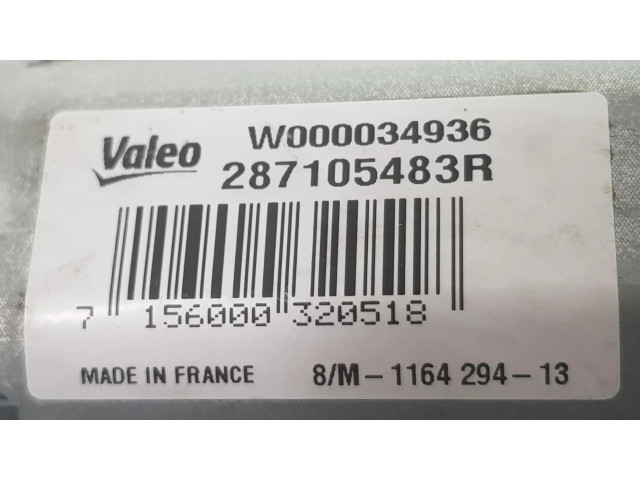 Valeo W000034936
287105483R
7 156000 320518
MADE IN FRANCE 8/M-1164 294-13